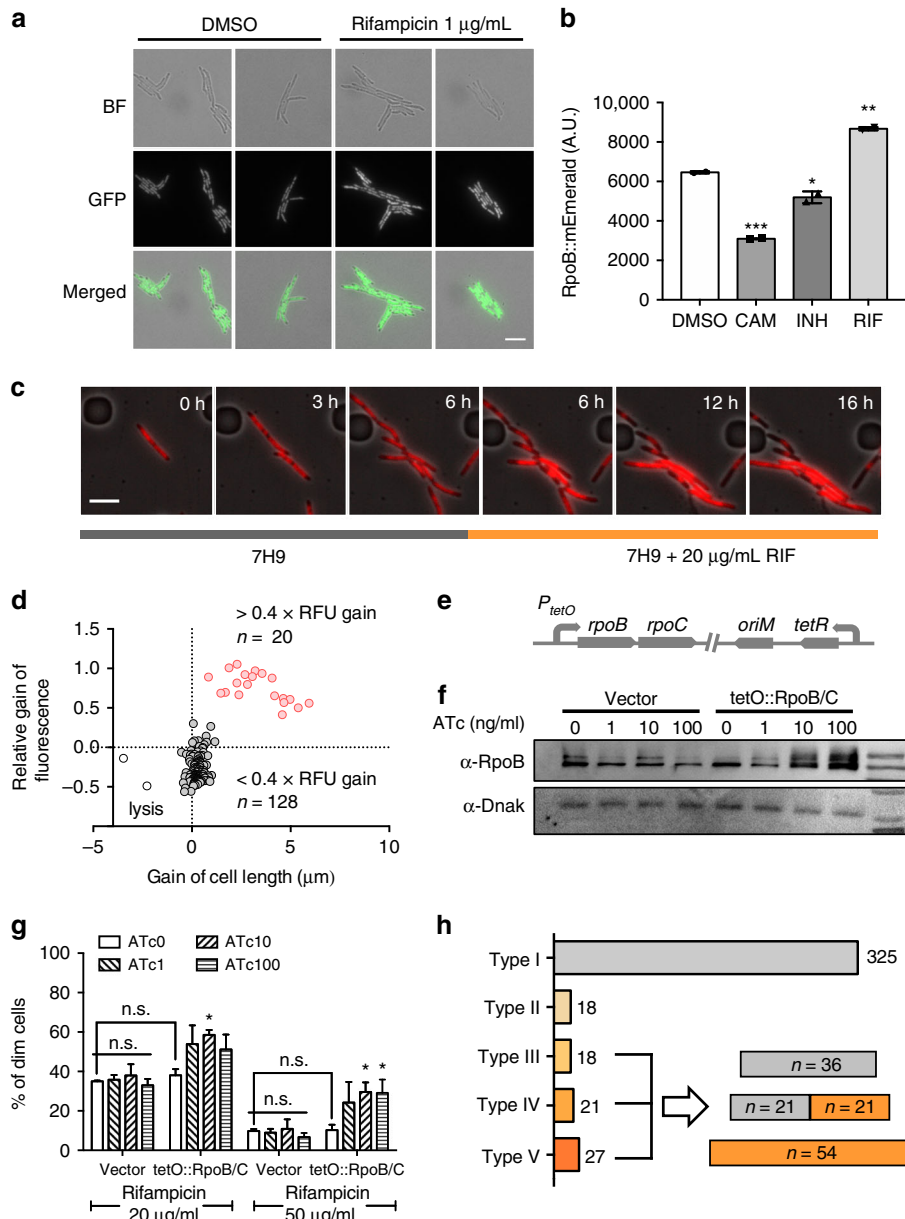 a
DMSO
Rifampicin 1 μg/mL
BF
GFP
Merged
b
RpoB::mEmerald (A.U.)
10,000
8000
6000
4000
2000
0
***
*
**
DMSO CAM INH RIF
c
0 h
3 h
6 h
6 h
12 h
16 h
7H9
7H9 + 20 μg/mL RIF
d
Relative gain of
fluorescence
1.5
1.0
0.5
0.0
−0.5
> 0.4 × RFU gain
n = 20
< 0.4 × RFU gain
n = 128
lysis
−5 0 5 10
Gain of cell length (μm)
e
PtetO
rpoB rpoC oriM tetR
f
Vector tetO::RpoB/C
ATc (ng/ml) 0 1 10 100 0 1 10 100
α-RpoB
α-Dnak
g
ATc0 ATc10
ATc1 ATc100
% of dim cells
100
80
60
40
20
0
n.s.
n.s.
*
n.s.
n.s.
* *
Vector tetO::RpoB/C Vector tetO::RpoB/C
Rifampicin Rifampicin
20 μg/ml 50 μg/ml
h
Type I 325
Type II 18
Type III 18
Type IV 21
Type V 27
n = 36
n = 21 n = 21
n = 54